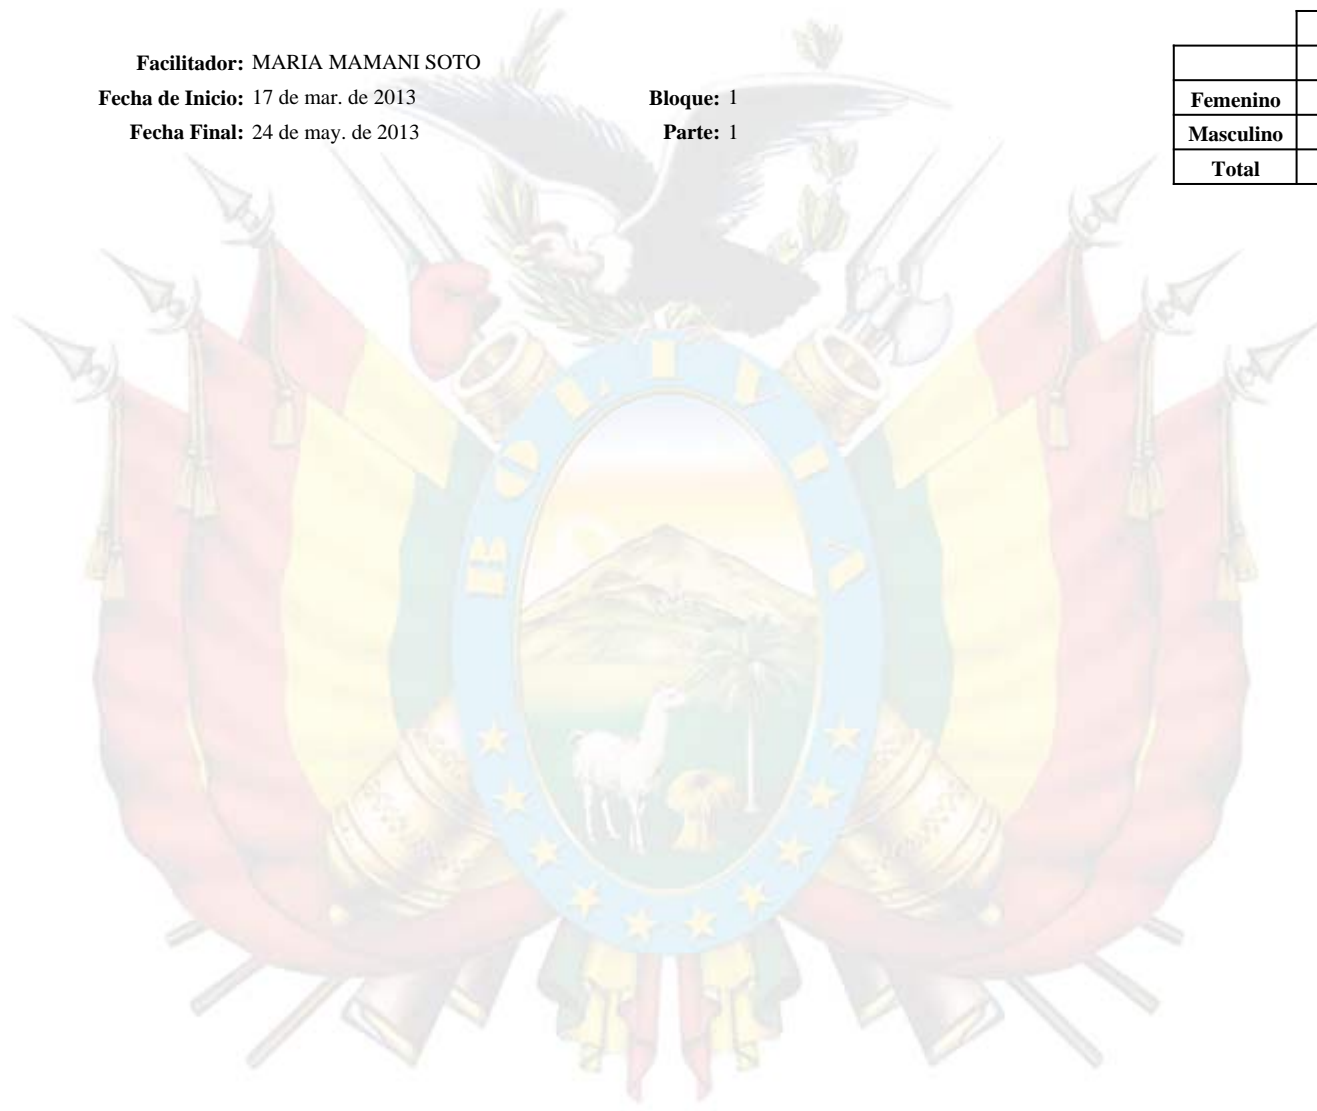 Facilitador: MARIA MAMANI SOTO
Fecha de Inicio: 17 de mar. de 2013 Bloque: 1
Fecha Final: 24 de may. de 2013 Parte: 1
Femenino
Masculino
Total
BOLIVIA